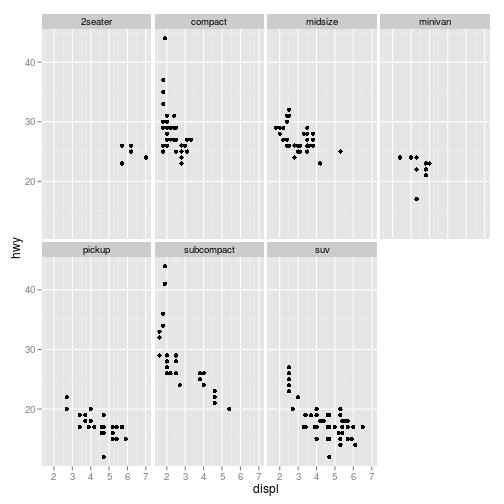 2seater compact midsize minivan
40
30
20
hwy
pickup subcompact suv
40
30
20
2 3 4 5 6 7 2 3 4 5 6 7 2 3 4 5 6 7
displ